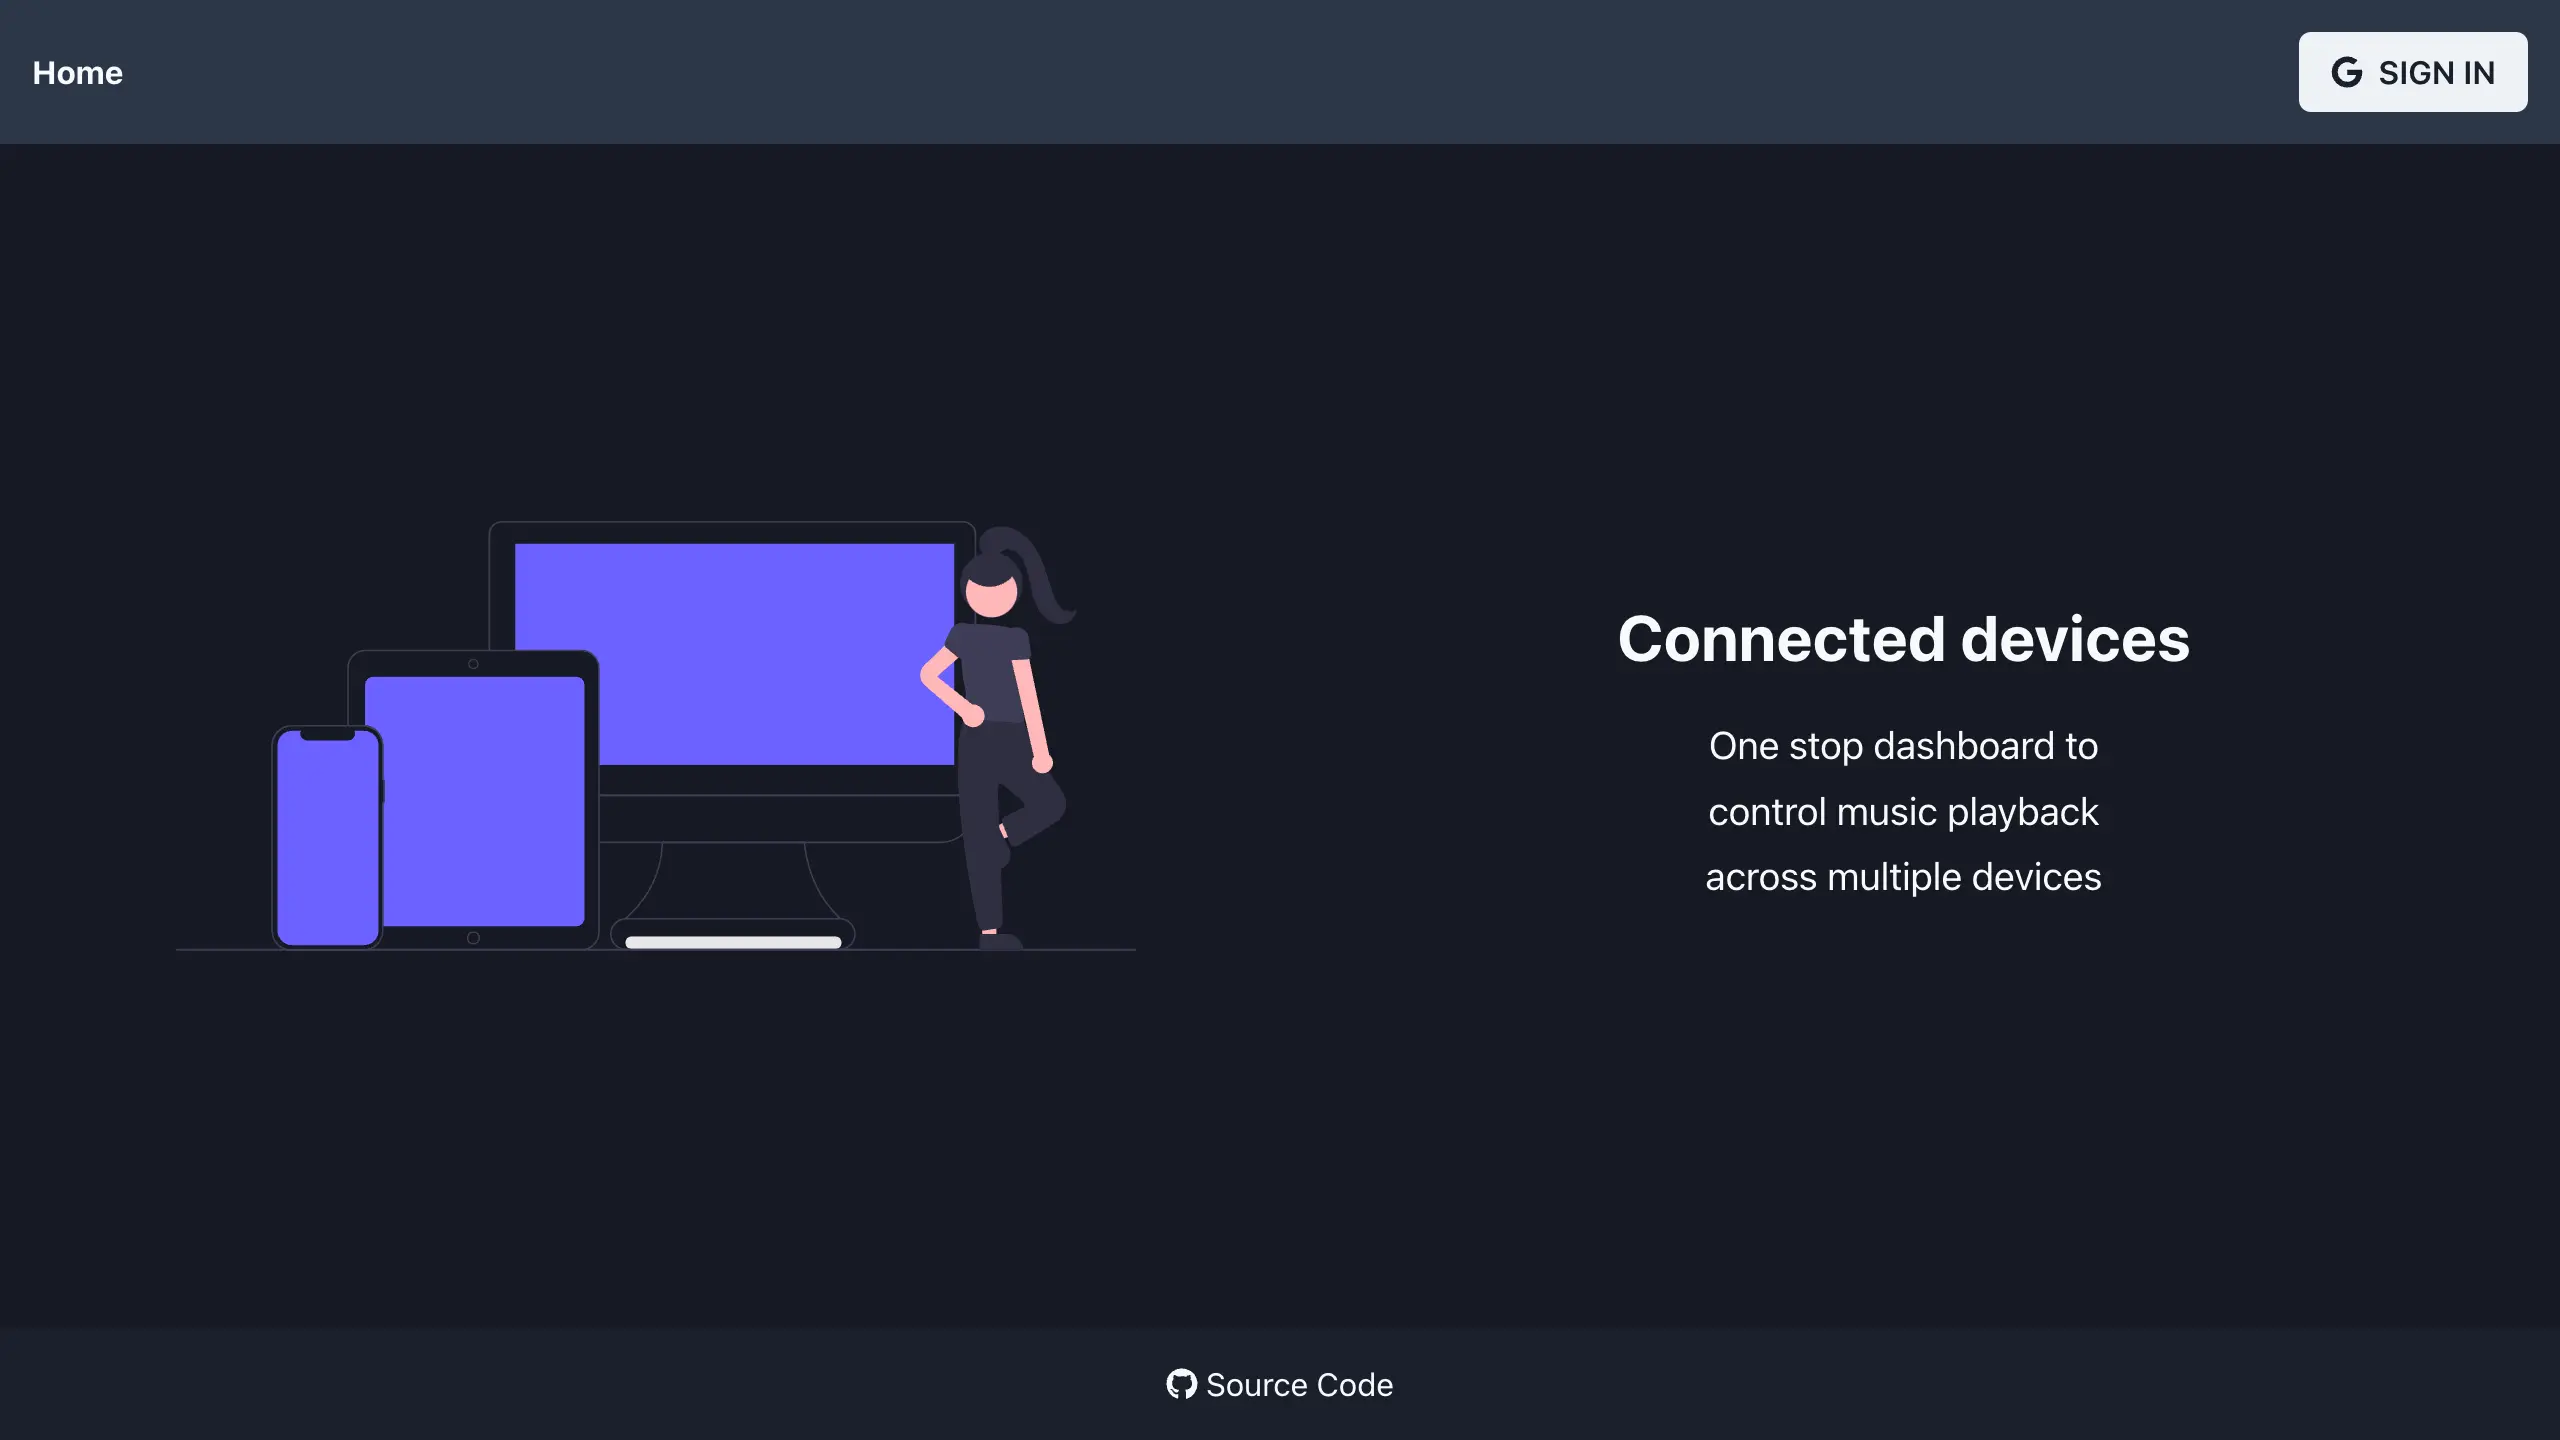 Home
SIGN IN
Connected devices
One stop dashboard to
control music playback
across multiple devices
Source Code